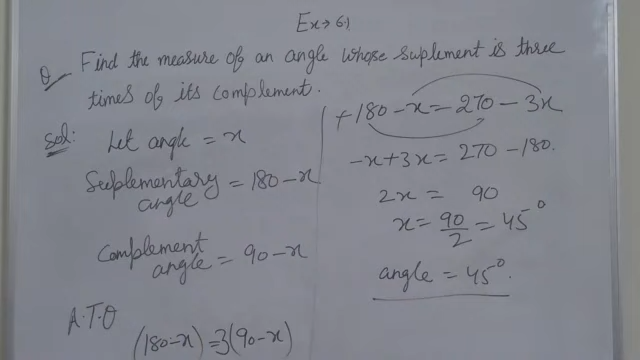 Ex → 6.1
Q Find the measure of an angle whose suplement is three
times of its complement.
Sol: Let angle = x
Suplementary angle = 180 - x
Complement angle = 90 - x
A.T.Q
(180-x) = 3(90-x)
+180 - x = 270 - 3x
-x + 3x = 270 - 180.
2x = 90
x = 90/2 = 45°
angle = 45°.